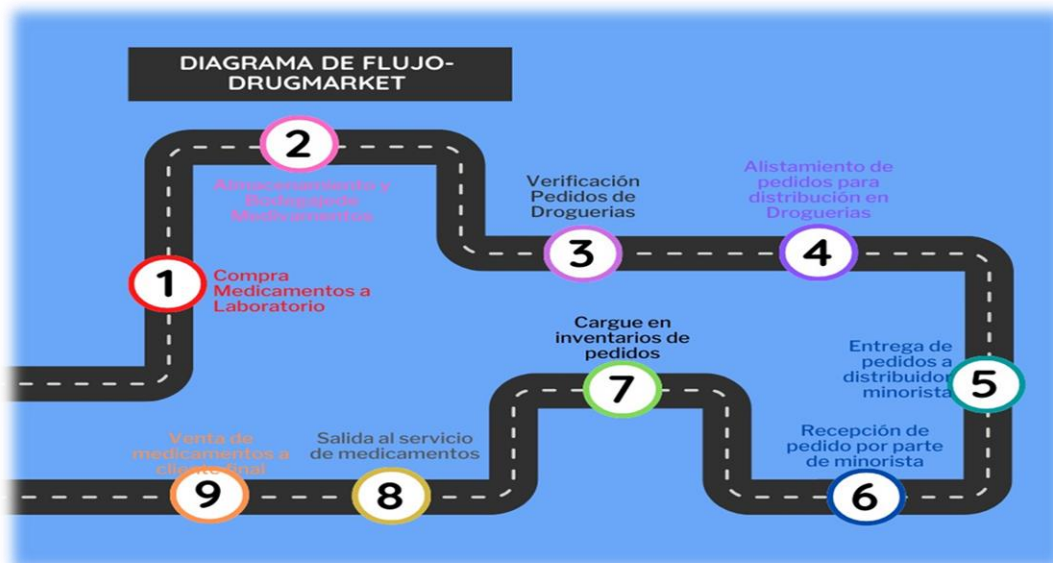 DIAGRAMA DE FLUJO-
DRUGMARKET
1
Compra
Medicamentos a
Laboratorio
2
Almacenamiento y
Bodegajede
Medicamentos
3
Verificación
Pedidos de
Droguerias
4
Alistamiento de
pedidos para
distribución en
Droguerias
5
Entrega de
pedidos a
distribuidor
minorista
6
Recepción de
pedido por parte
de minorista
7
Cargue en
inventarios de
pedidos
8
Salida al servicio
de medicamentos
9
Venta de
medicamentos a
cliente final